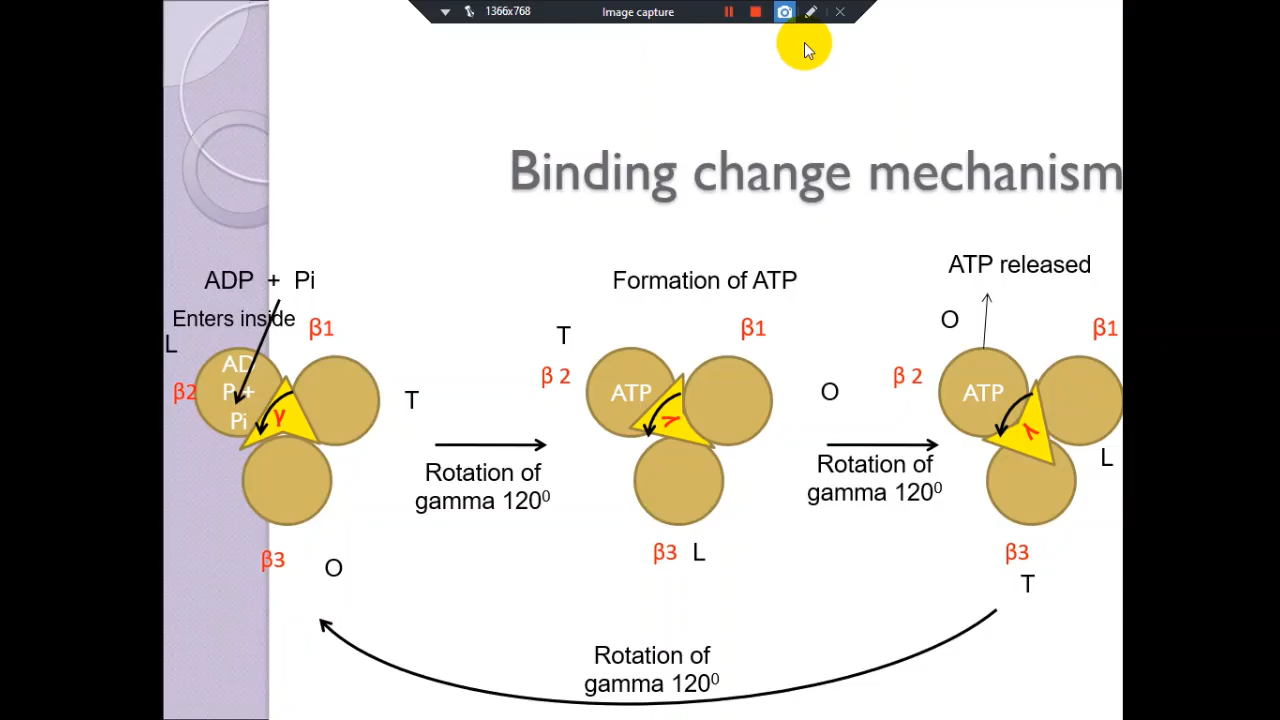 1366x768
Image capture
Binding change mechanism
ADP + Pi
Enters inside
L
β2
AD
P +
Pi
γ
β1
T
β3
O
Rotation of
gamma 120⁰
Formation of ATP
T
β 2
ATP
γ
β1
O
β3 L
Rotation of
gamma 120⁰
ATP released
O
β 2
ATP
γ
β1
L
β3
T
Rotation of
gamma 120⁰